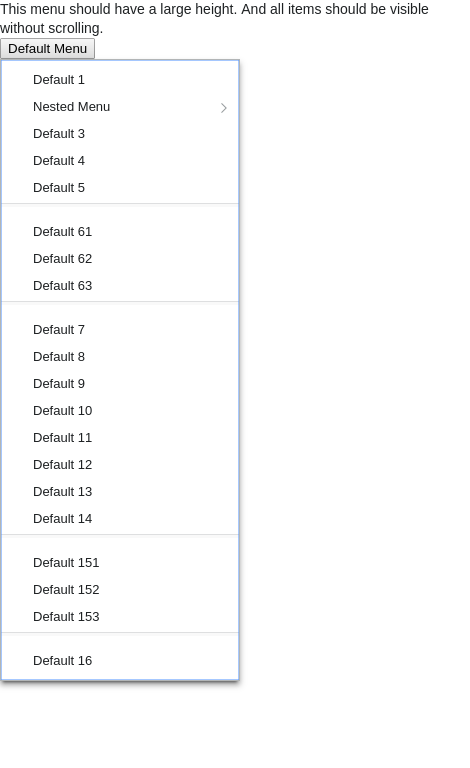 This menu should have a large height. And all items should be visible
without scrolling.
Default Menu
Default 1
Nested Menu
Default 3
Default 4
Default 5
Default 61
Default 62
Default 63
Default 7
Default 8
Default 9
Default 10
Default 11
Default 12
Default 13
Default 14
Default 151
Default 152
Default 153
Default 16